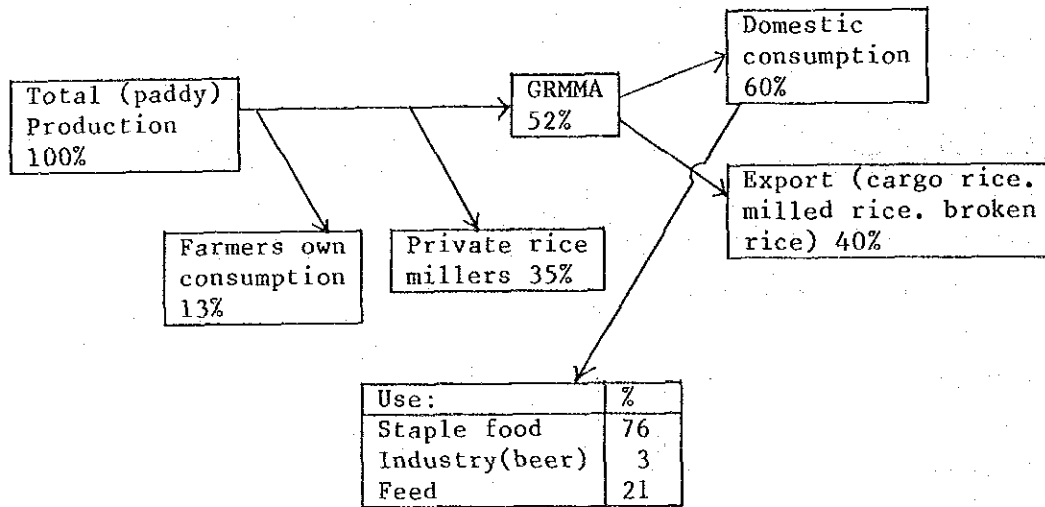 Total (paddy)
Production
100%
Farmers own
consumption
13%
Private rice
millers 35%
GRMMA
52%
Domestic
consumption
60%
Export (cargo rice.
milled rice. broken
rice) 40%
Use: %
Staple food 76
Industry(beer) 3
Feed 21